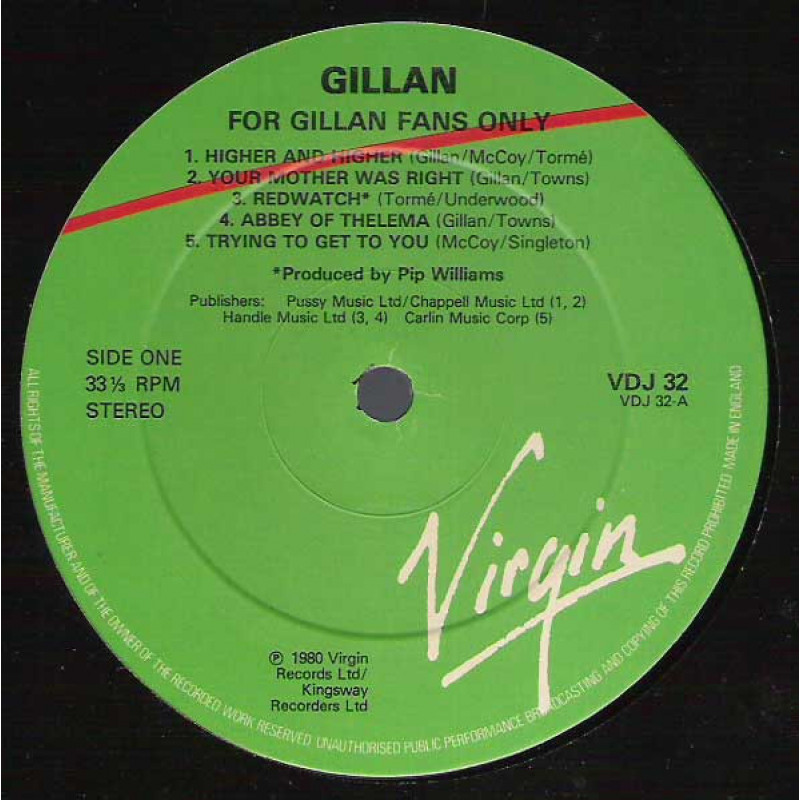 GILLAN
FOR GILLAN FANS ONLY
1. HIGHER AND HIGHER (Gillan/McCoy/Tormé)
2. YOUR MOTHER WAS RIGHT (Gillan/Towns)
3. REDWATCH* (Tormé/Underwood)
4. ABBEY OF THELEMA (Gillan/Towns)
5. TRYING TO GET TO YOU (McCoy/Singleton)
*Produced by Pip Williams
Publishers: Pussy Music Ltd/Chappell Music Ltd (1, 2)
Handle Music Ltd (3, 4) Carlin Music Corp (5)
SIDE ONE
33 ⅓ RPM
STEREO
VDJ 32
VDJ 32-A
Virgin
℗ 1980 Virgin
Records Ltd/
Kingsway
Recorders Ltd
ALL RIGHTS OF THE MANUFACTURER AND OF THE OWNER OF THE RECORDED WORK RESERVED UNAUTHORISED PUBLIC PERFORMANCE BROADCASTING AND COPYING OF THIS RECORD PROHIBITED MADE IN ENGLAND